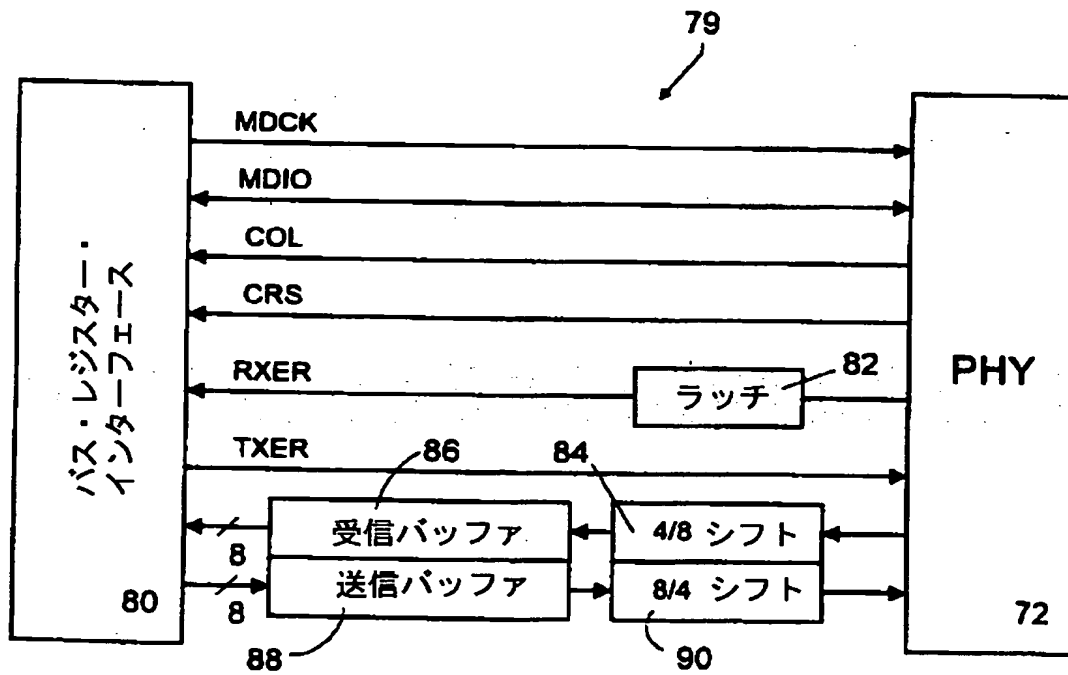 79
MDCK
MDIO
COL
CRS
RXER
ラッチ
82
TXER
86
84
受信バッファ
4/8 シフト
8
送信バッファ
8/4 シフト
8
88
90
バス・レジスター・
インターフェース
80
PHY
72